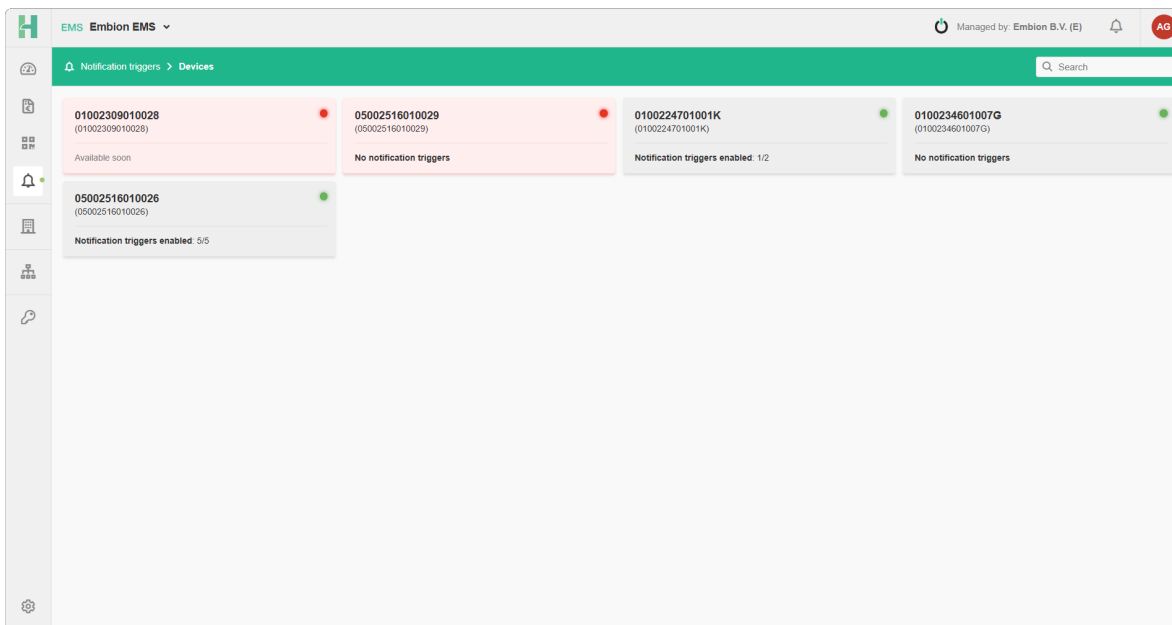 EMS Embion EMS
Managed by: Embion B.V. (E)
AG
Notification triggers > Devices
Search
01002309010028
(01002309010028)
Available soon
05002516010029
(05002516010029)
No notification triggers
0100224701001K
(0100224701001K)
Notification triggers enabled: 1/2
0100234601007G
(0100234601007G)
No notification triggers
05002516010026
(05002516010026)
Notification triggers enabled: 5/5